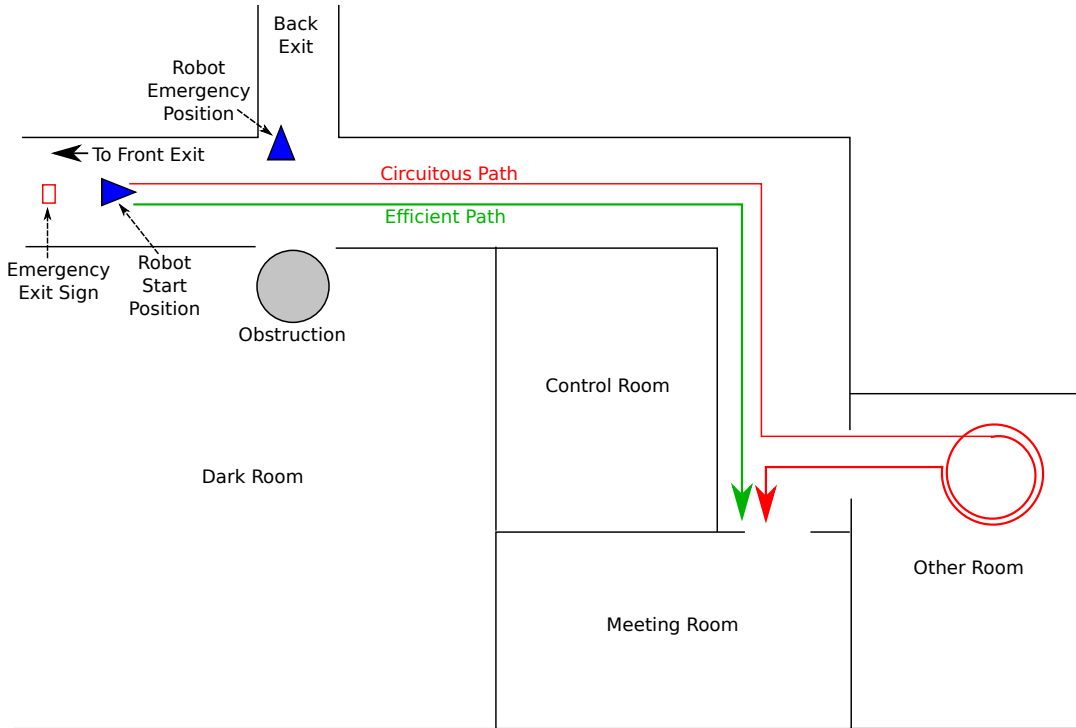 Back
Exit
Robot
Emergency
Position
To Front Exit
Circuitous Path
Efficient Path
Emergency
Exit Sign
Robot
Start
Position
Obstruction
Control Room
Dark Room
Other Room
Meeting Room